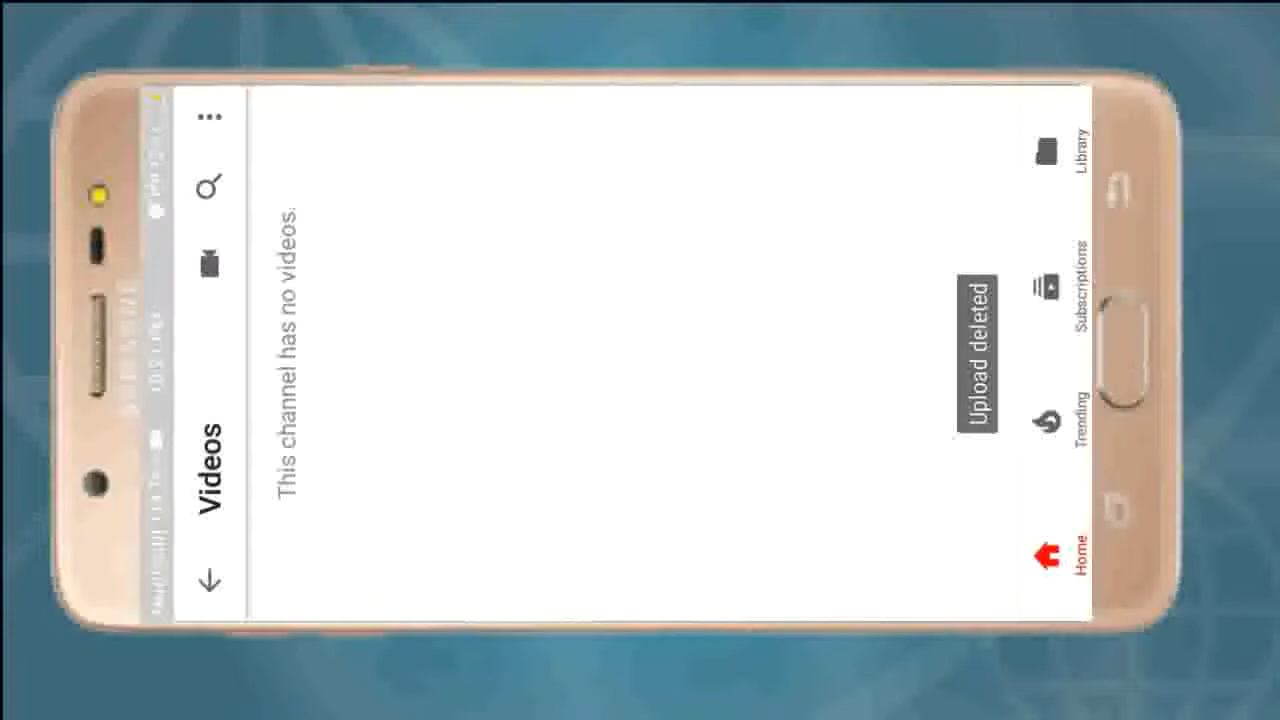 Videos
This channel has no videos.
Upload deleted
Home
Trending
Subscriptions
Library